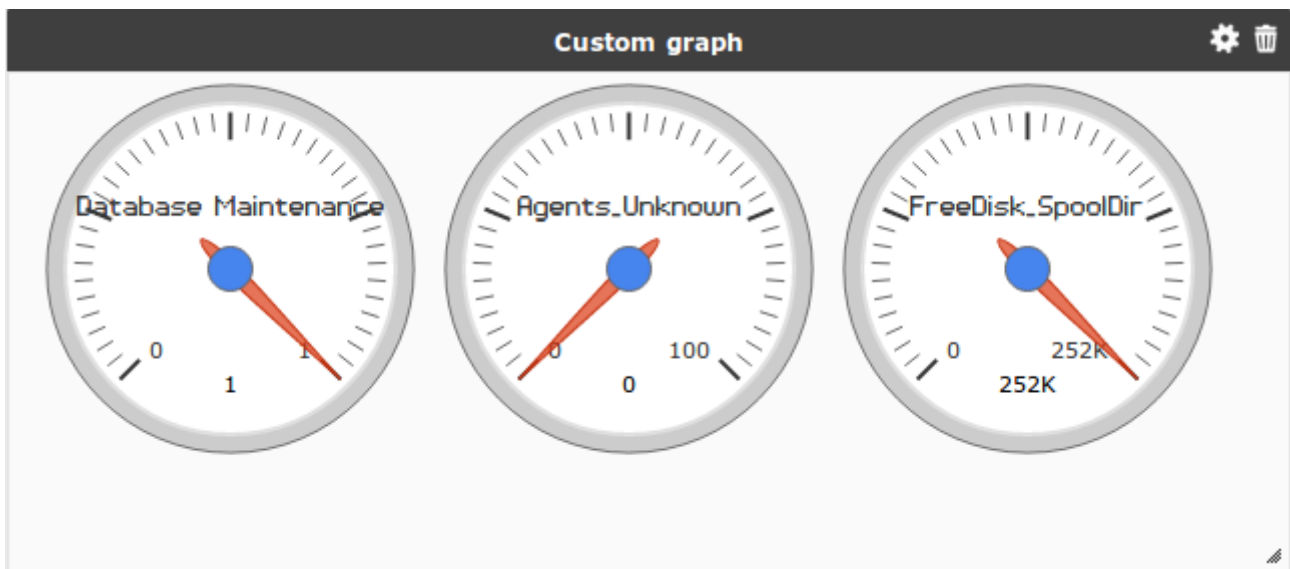 Custom graph
Database Maintenance
0 1
1
Agents_Unknown
0 100
0
FreeDisk_SpoolDir
0 252K
252K